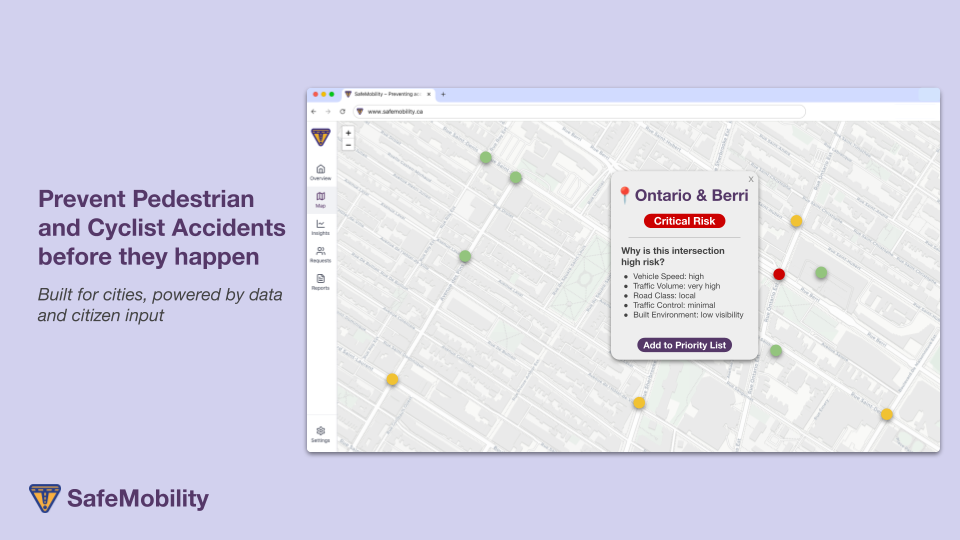 Prevent Pedestrian
and Cyclist Accidents
before they happen
Built for cities, powered by data
and citizen input
SafeMobility
SafeMobility – Preventing
www.safemobility.ca
Overview
Map
Insights
Requests
Reports
Settings
+
−
X
Ontario & Berri
Critical Risk
Why is this intersection
high risk?
● Vehicle Speed: high
● Traffic Volume: very high
● Road Class: local
● Traffic Control: minimal
● Built Environment: low visibility
Add to Priority List